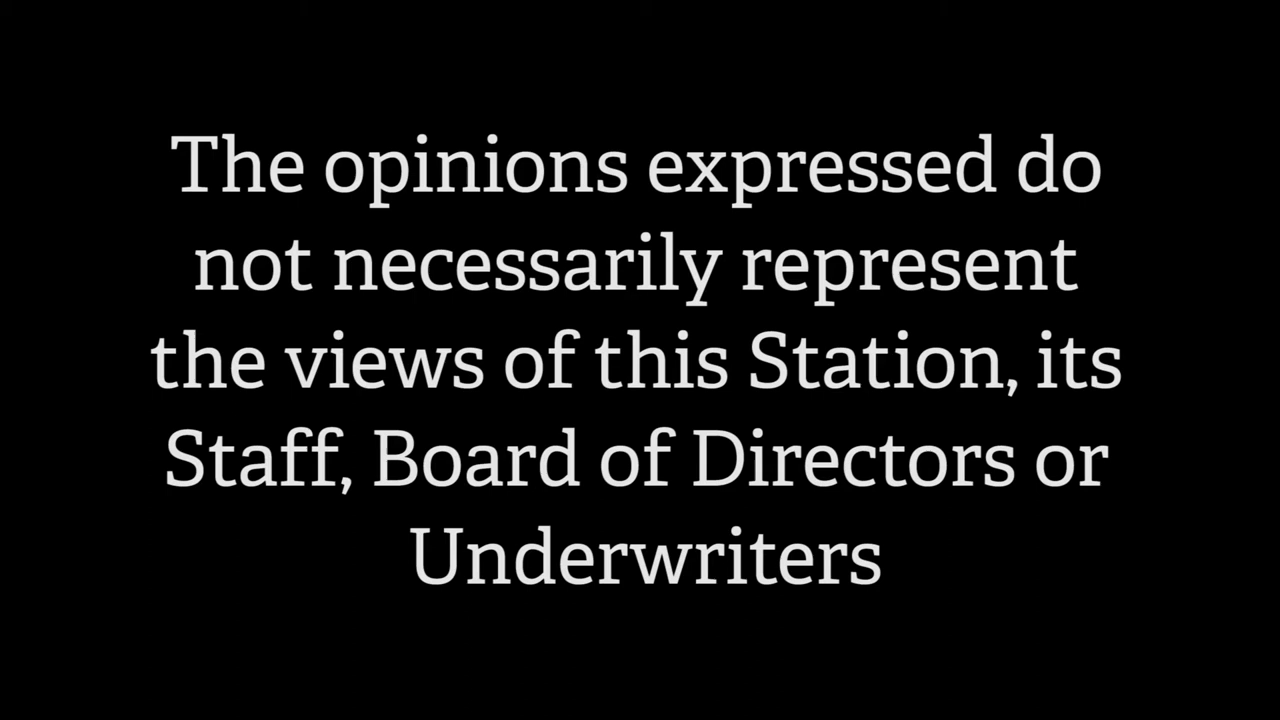 The opinions expressed do
not necessarily represent
the views of this Station, its
Staff, Board of Directors or
Underwriters